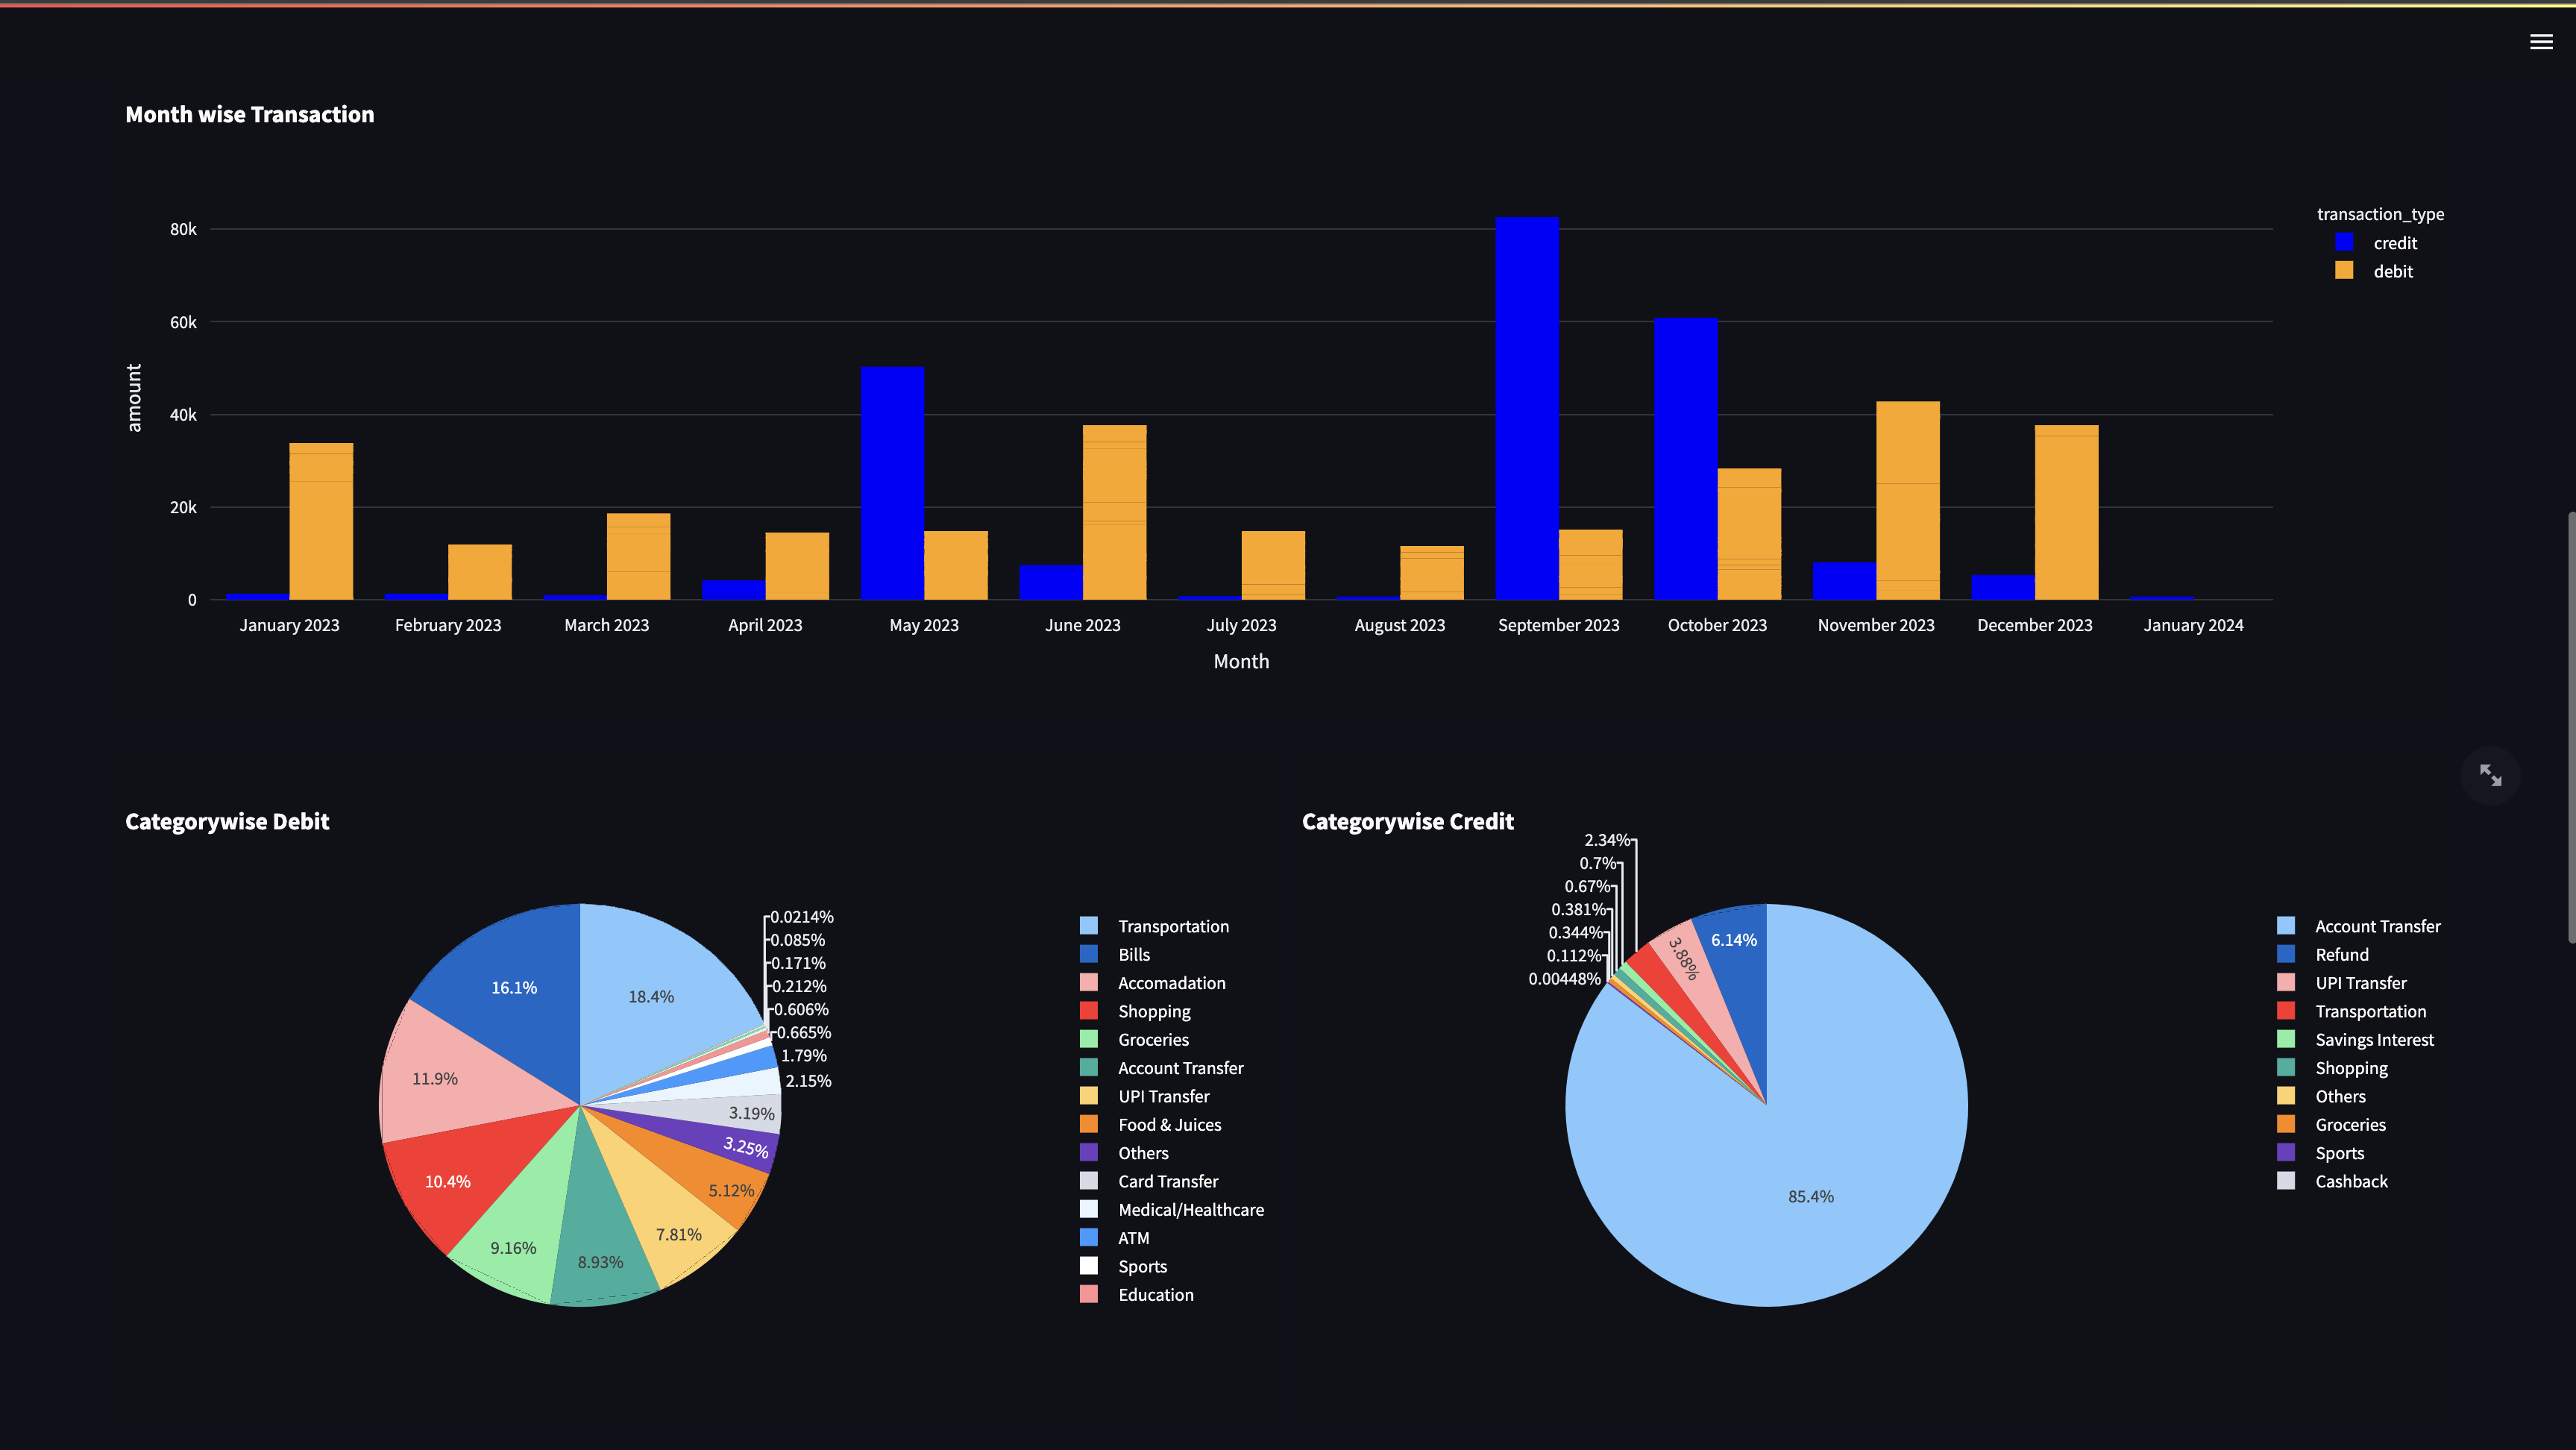 Month wise Transaction
transaction_type
credit
debit
80k
60k
40k
20k
0
amount
January 2023
February 2023
March 2023
April 2023
May 2023
June 2023
July 2023
August 2023
September 2023
October 2023
November 2023
December 2023
January 2024
Month
Categorywise Debit
18.4%
16.1%
11.9%
10.4%
9.16%
8.93%
7.81%
5.12%
3.25%
3.19%
2.15%
1.79%
0.665%
0.606%
0.212%
0.171%
0.085%
0.0214%
Transportation
Bills
Accomadation
Shopping
Groceries
Account Transfer
UPI Transfer
Food & Juices
Others
Card Transfer
Medical/Healthcare
ATM
Sports
Education
Categorywise Credit
2.34%
0.7%
0.67%
0.381%
0.344%
0.112%
0.00448%
3.88%
6.14%
85.4%
Account Transfer
Refund
UPI Transfer
Transportation
Savings Interest
Shopping
Others
Groceries
Sports
Cashback